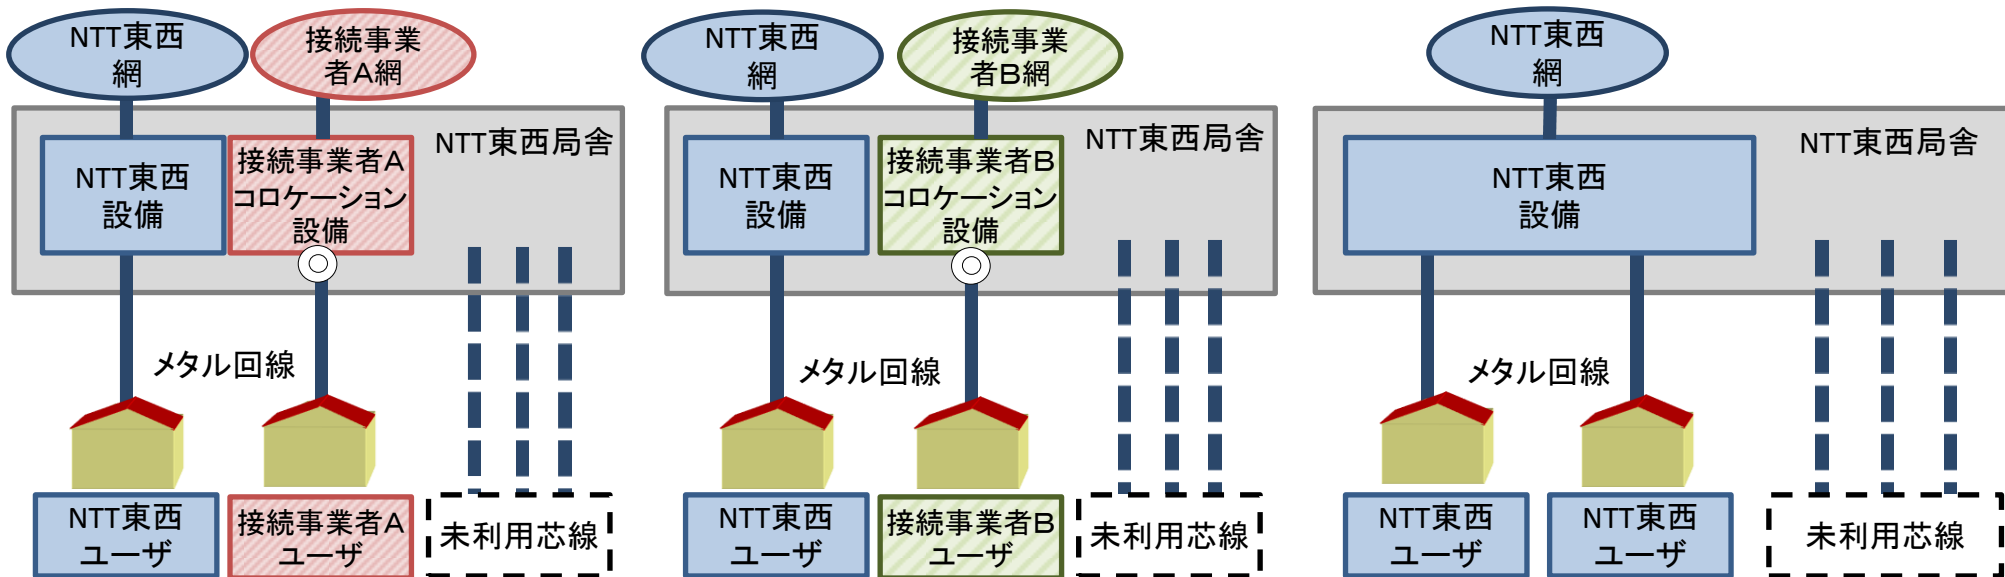 NTT東西
網
接続事業
者A網
NTT東西局舎
NTT東西
設備
接続事業者A
コロケーション
設備
メタル回線
NTT東西
ユーザ
接続事業者A
ユーザ
未利用芯線
NTT東西
網
接続事業
者B網
NTT東西局舎
NTT東西
設備
接続事業者B
コロケーション
設備
メタル回線
NTT東西
ユーザ
接続事業者B
ユーザ
未利用芯線
NTT東西
網
NTT東西局舎
NTT東西
設備
メタル回線
NTT東西
ユーザ
NTT東西
ユーザ
未利用芯線